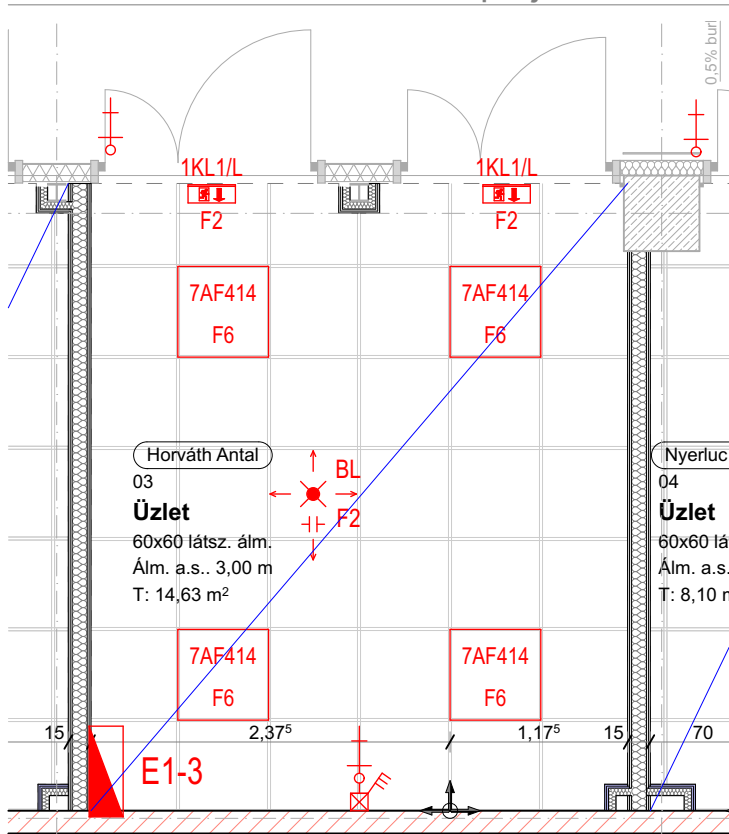 0,5% burl
1KL1/L
1KL1/L
F2
F2
7AF414
7AF414
F6
F6
Horváth Antal
03
Üzlet
60x60 látsz. álm.
Álm. a.s.. 3,00 m
T: 14,63 m²
BL
F2
Nyerluc
04
Üzlet
60x60 lá
Álm. a.s.
T: 8,10 m
7AF414
7AF414
F6
F6
15
2,37⁵
1,17⁵
15
70
E1-3
E